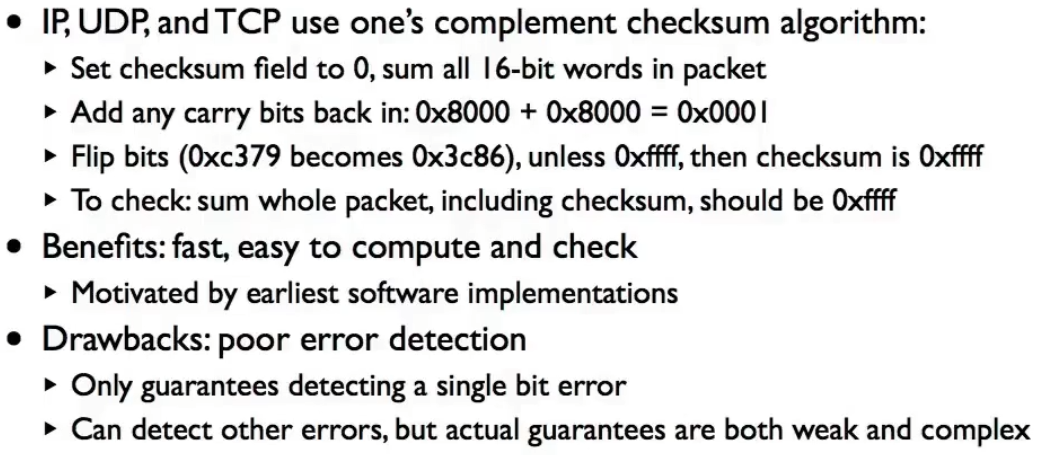 • IP, UDP, and TCP use one's complement checksum algorithm:
‣ Set checksum field to 0, sum all 16-bit words in packet
‣ Add any carry bits back in: 0x8000 + 0x8000 = 0x0001
‣ Flip bits (0xc379 becomes 0x3c86), unless 0xffff, then checksum is 0xffff
‣ To check: sum whole packet, including checksum, should be 0xffff
• Benefits: fast, easy to compute and check
‣ Motivated by earliest software implementations
• Drawbacks: poor error detection
‣ Only guarantees detecting a single bit error
‣ Can detect other errors, but actual guarantees are both weak and complex